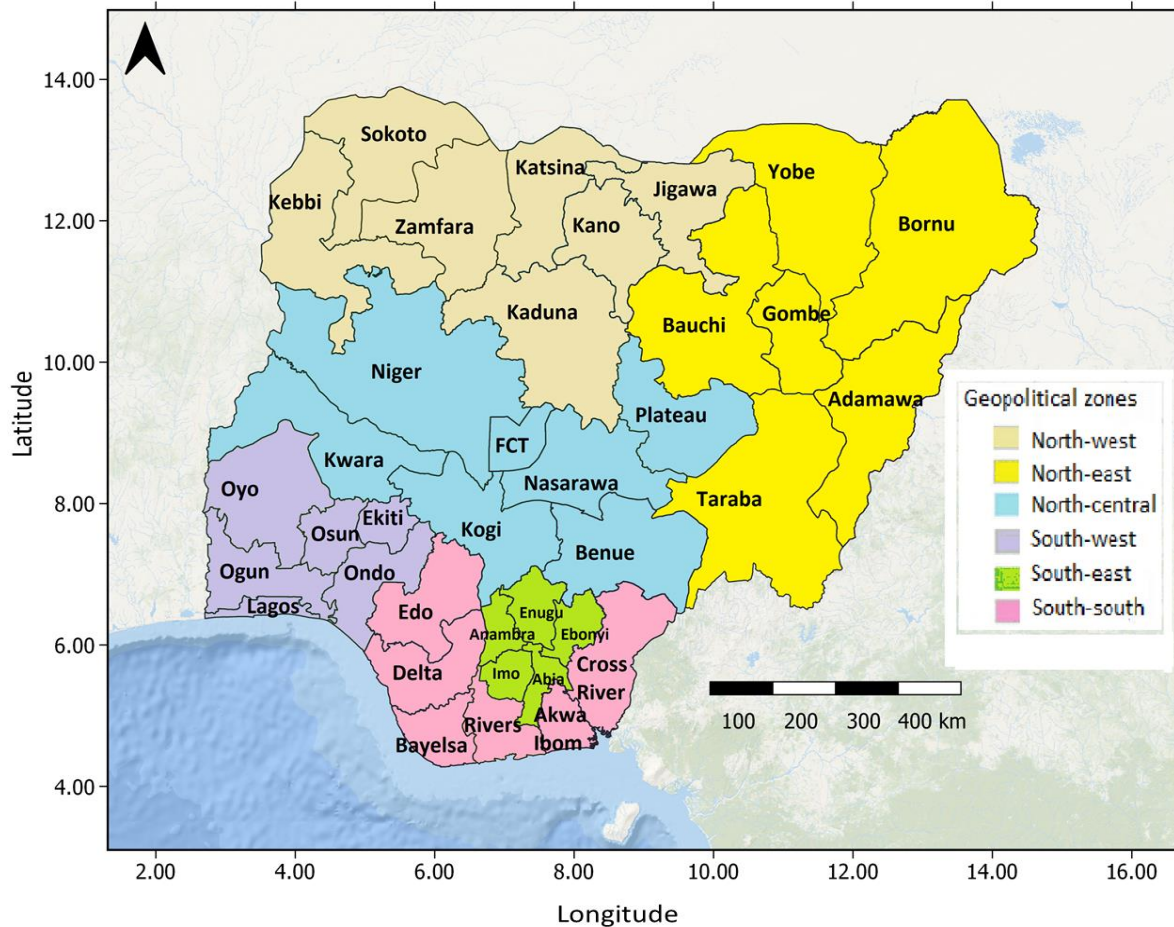 14.00
12.00
10.00
8.00
6.00
4.00
Latitude
Sokoto
Katsina
Yobe
Jigawa
Kebbi
Zamfara
Kano
Bornu
Kaduna
Bauchi
Gombe
Niger
Adamawa
Plateau
FCT
Kwara
Nasarawa
Oyo
Taraba
Ekiti
Osun
Kogi
Benue
Ogun
Ondo
Lagos
Edo
Enugu
Anambra
Ebonyi
Delta
Imo
Abia
Cross
River
Rivers
Akwa
Ibom
Bayelsa
Geopolitical zones
North-west
North-east
North-central
South-west
South-east
South-south
100 200 300 400 km
2.00 4.00 6.00 8.00 10.00 12.00 14.00 16.00
Longitude